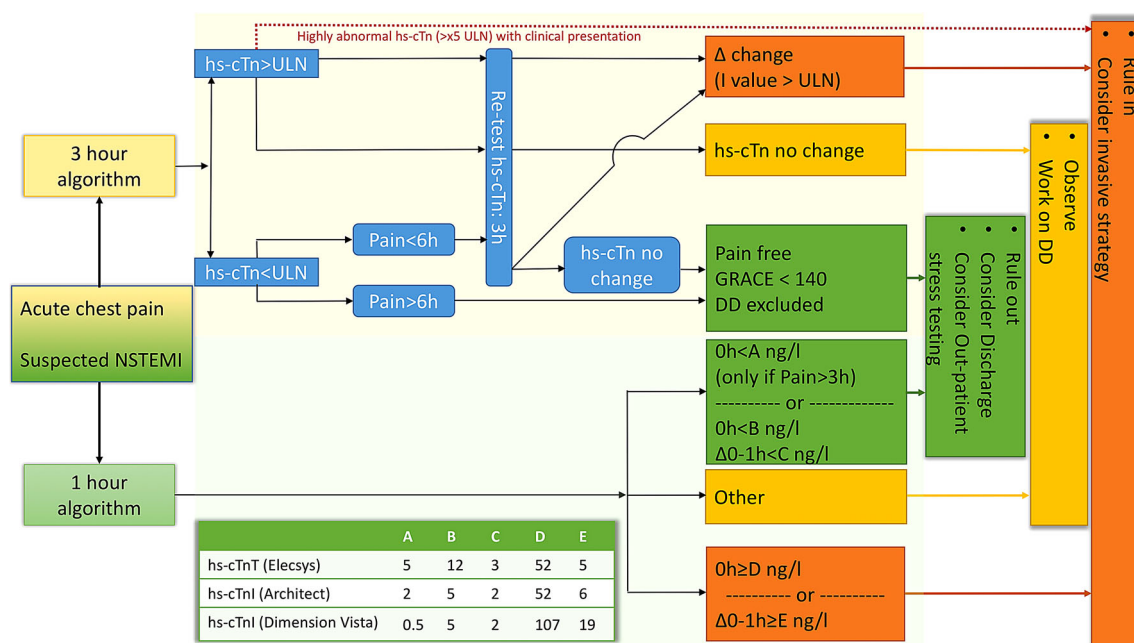 Highly abnormal hs-cTn (>x5 ULN) with clinical presentation
hs-cTn>ULN
Re-test hs-cTn: 3h
Δ change
(I value > ULN)
hs-cTn no change
3 hour
algorithm
Pain<6h
hs-cTn<ULN
Pain>6h
hs-cTn no
change
Pain free
GRACE < 140
DD excluded
Acute chest pain
Suspected NSTEMI
0h<A ng/l
(only if Pain>3h)
---------- or -------------
0h<B ng/l
Δ0-1h<C ng/l
1 hour
algorithm
Other
0h≥D ng/l
---------- or ----------
Δ0-1h≥E ng/l
• Rule out
• Consider Discharge
• Consider Out-patient
stress testing
• Observe
• Work on DD
• Rule in
• Consider invasive strategy
A B C D E
hs-cTnT (Elecsys) 5 12 3 52 5
hs-cTnI (Architect) 2 5 2 52 6
hs-cTnI (Dimension Vista) 0.5 5 2 107 19